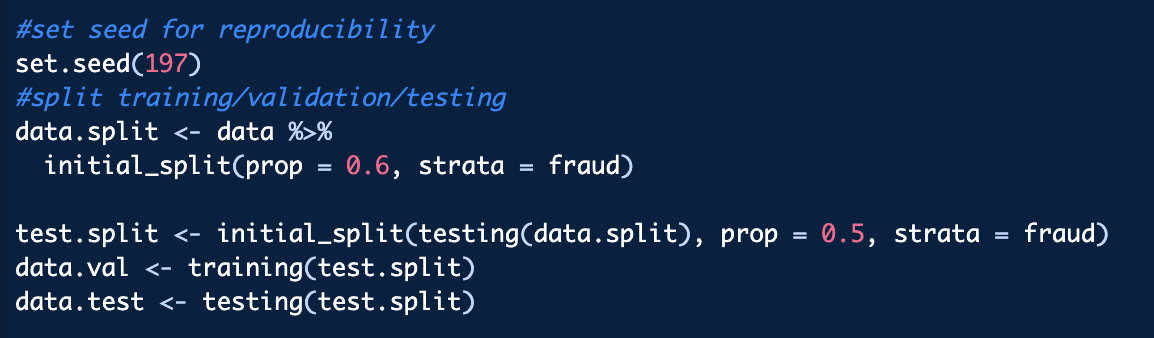 #set seed for reproducibility
set.seed(197)
#split training/validation/testing
data.split <- data %>%
  initial_split(prop = 0.6, strata = fraud)

test.split <- initial_split(testing(data.split), prop = 0.5, strata = fraud)
data.val <- training(test.split)
data.test <- testing(test.split)